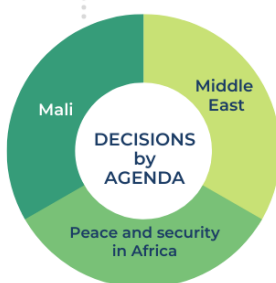 Mali
Middle
East
DECISIONS
by
AGENDA
Peace and security
in Africa